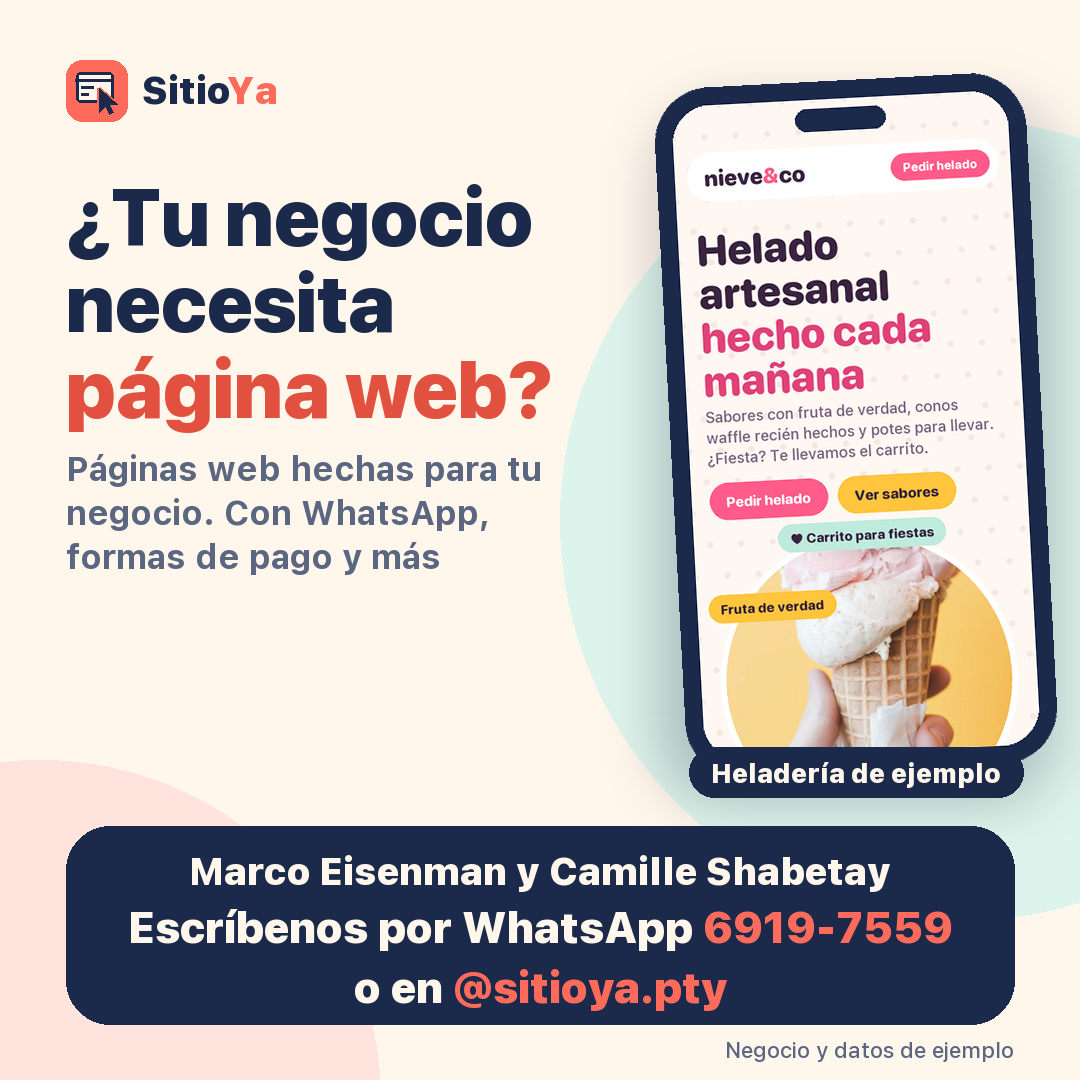 SitioYa
¿Tu negocio
necesita
página web?
Páginas web hechas para tu
negocio. Con WhatsApp,
formas de pago y más
nieve&co
Pedir helado
Helado
artesanal
hecho cada
mañana
Sabores con fruta de verdad, conos
waffle recién hechos y potes para llevar.
¿Fiesta? Te llevamos el carrito.
Pedir helado
Ver sabores
Carrito para fiestas
Fruta de verdad
Heladería de ejemplo
Marco Eisenman y Camille Shabetay
Escríbenos por WhatsApp 6919-7559
o en @sitioya.pty
Negocio y datos de ejemplo